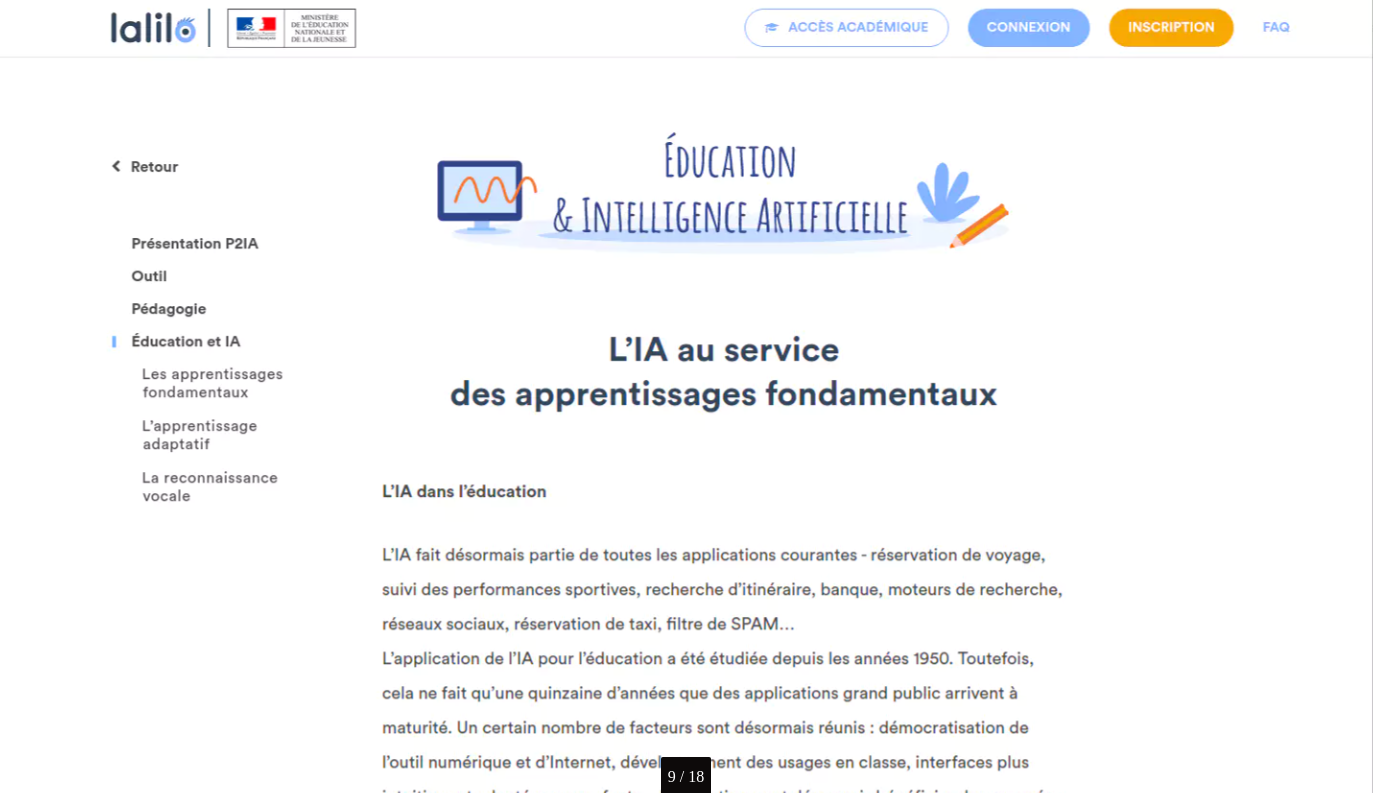 lalilo
MINISTÈRE
DE L'ÉDUCATION
NATIONALE ET
DE LA JEUNESSE
ACCÈS ACADÉMIQUE
CONNEXION
INSCRIPTION
FAQ
Retour
Présentation P2IA
Outil
Pédagogie
Éducation et IA
Les apprentissages
fondamentaux
L’apprentissage
adaptatif
La reconnaissance
vocale
ÉDUCATION
& INTELLIGENCE ARTIFICIELLE
L’IA au service
des apprentissages fondamentaux
L’IA dans l’éducation
L’IA fait désormais partie de toutes les applications courantes - réservation de voyage,
suivi des performances sportives, recherche d’itinéraire, banque, moteurs de recherche,
réseaux sociaux, réservation de taxi, filtre de SPAM...
L’application de l’IA pour l’éducation a été étudiée depuis les années 1950. Toutefois,
cela ne fait qu’une quinzaine d’années que des applications grand public arrivent à
maturité. Un certain nombre de facteurs sont désormais réunis : démocratisation de
l’outil numérique et d’Internet, des usages en classe, interfaces plus
9 / 18